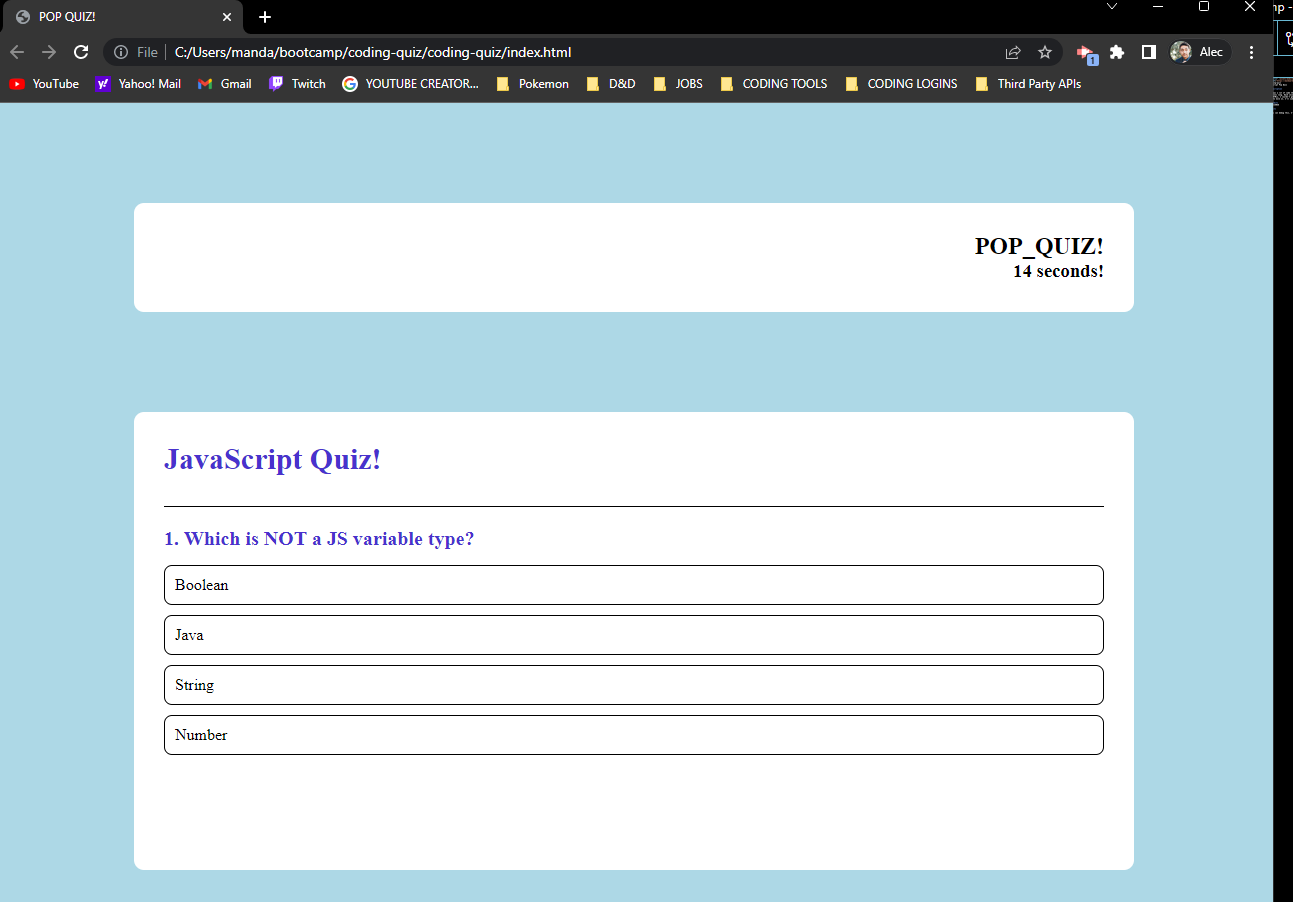 POP QUIZ!
mp -
File C:/Users/manda/bootcamp/coding-quiz/coding-quiz/index.html
1
Alec
YouTube Yahoo! Mail Gmail Twitch YOUTUBE CREATOR... Pokemon D&D JOBS CODING TOOLS CODING LOGINS Third Party APIs
POP_QUIZ!
14 seconds!
JavaScript Quiz!
1. Which is NOT a JS variable type?
Boolean
Java
String
Number